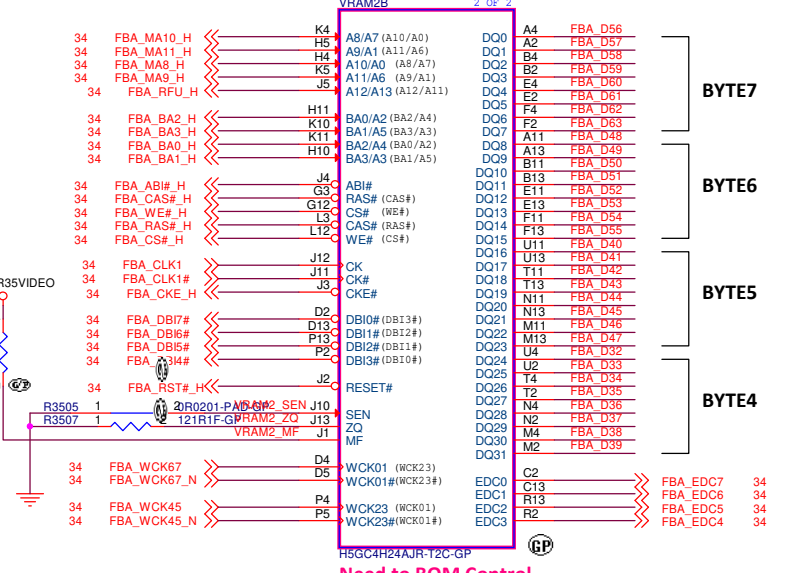 VRAM2B 2 OF 2
34 FBA_MA10_H K4 A8/A7 (A10/A0) DQ0 A4 FBA_D56
34 FBA_MA11_H H5 A9/A1 (A11/A6) DQ1 A2 FBA_D57
34 FBA_MA8_H H4 A10/A0 (A8/A7) DQ2 B4 FBA_D58
34 FBA_MA9_H K5 A11/A6 (A9/A1) DQ3 B2 FBA_D59
34 FBA_RFU_H J5 A12/A13 (A12/A11) DQ4 E4 FBA_D60
DQ5 E2 FBA_D61
34 FBA_BA2_H H11 BA0/A2 (BA2/A4) DQ6 F4 FBA_D62
34 FBA_BA3_H K10 BA1/A5 (BA3/A3) DQ7 F2 FBA_D63
BYTE7
34 FBA_BA0_H K11 BA2/A4 (BA0/A2) DQ8 A11 FBA_D48
34 FBA_BA1_H H10 BA3/A3 (BA1/A5) DQ9 A13 FBA_D49
DQ10 B11 FBA_D50
34 FBA_ABI#_H J4 ABI# DQ11 B13 FBA_D51
34 FBA_CAS#_H G3 RAS# (CAS#) DQ12 E11 FBA_D52
34 FBA_WE#_H G12 CS# (WE#) DQ13 E13 FBA_D53
34 FBA_RAS#_H L3 CAS# (RAS#) DQ14 F11 FBA_D54
34 FBA_CS#_H L12 WE# (CS#) DQ15 F13 FBA_D55
BYTE6
DQ16 U11 FBA_D40
34 FBA_CLK1 J12 CK DQ17 U13 FBA_D41
34 FBA_CLK1# J11 CK# DQ18 T11 FBA_D42
34 FBA_CKE_H J3 CKE# DQ19 T13 FBA_D43
R35VIDEO
DQ20 N11 FBA_D44
34 FBA_DBI7# D2 DBI0# (DBI3#) DQ21 N13 FBA_D45
34 FBA_DBI6# D13 DBI1# (DBI2#) DQ22 M11 FBA_D46
34 FBA_DBI5# P13 DBI2# (DBI1#) DQ23 M13 FBA_D47
BYTE5
34 P2 DBI3# (DBI0#) DQ24 U4 FBA_D32
DQ25 U2 FBA_D33
GP
34 FBA_RST#_H J2 RESET# DQ26 T4 FBA_D34
DQ27 T2 FBA_D35
R3505 1 2 0R0201-PAD-GP VRAM2_SEN J10 SEN DQ28 N4 FBA_D36
R3507 1 2 121R1F-GP VRAM2_ZQ J13 ZQ DQ29 N2 FBA_D37
VRAM2_MF J1 MF DQ30 M4 FBA_D38
DQ31 M2 FBA_D39
BYTE4
34 FBA_WCK67 D4 WCK01 (WCK23)
34 FBA_WCK67_N D5 WCK01# (WCK23#) EDC0 C2 FBA_EDC7 34
EDC1 C13 FBA_EDC6 34
34 FBA_WCK45 P4 WCK23 (WCK01) EDC2 R13 FBA_EDC5 34
34 FBA_WCK45_N P5 WCK23# (WCK01#) EDC3 R2 FBA_EDC4 34
GP
H5GC4H24AJR-T2C-GP
Need to BOM Control